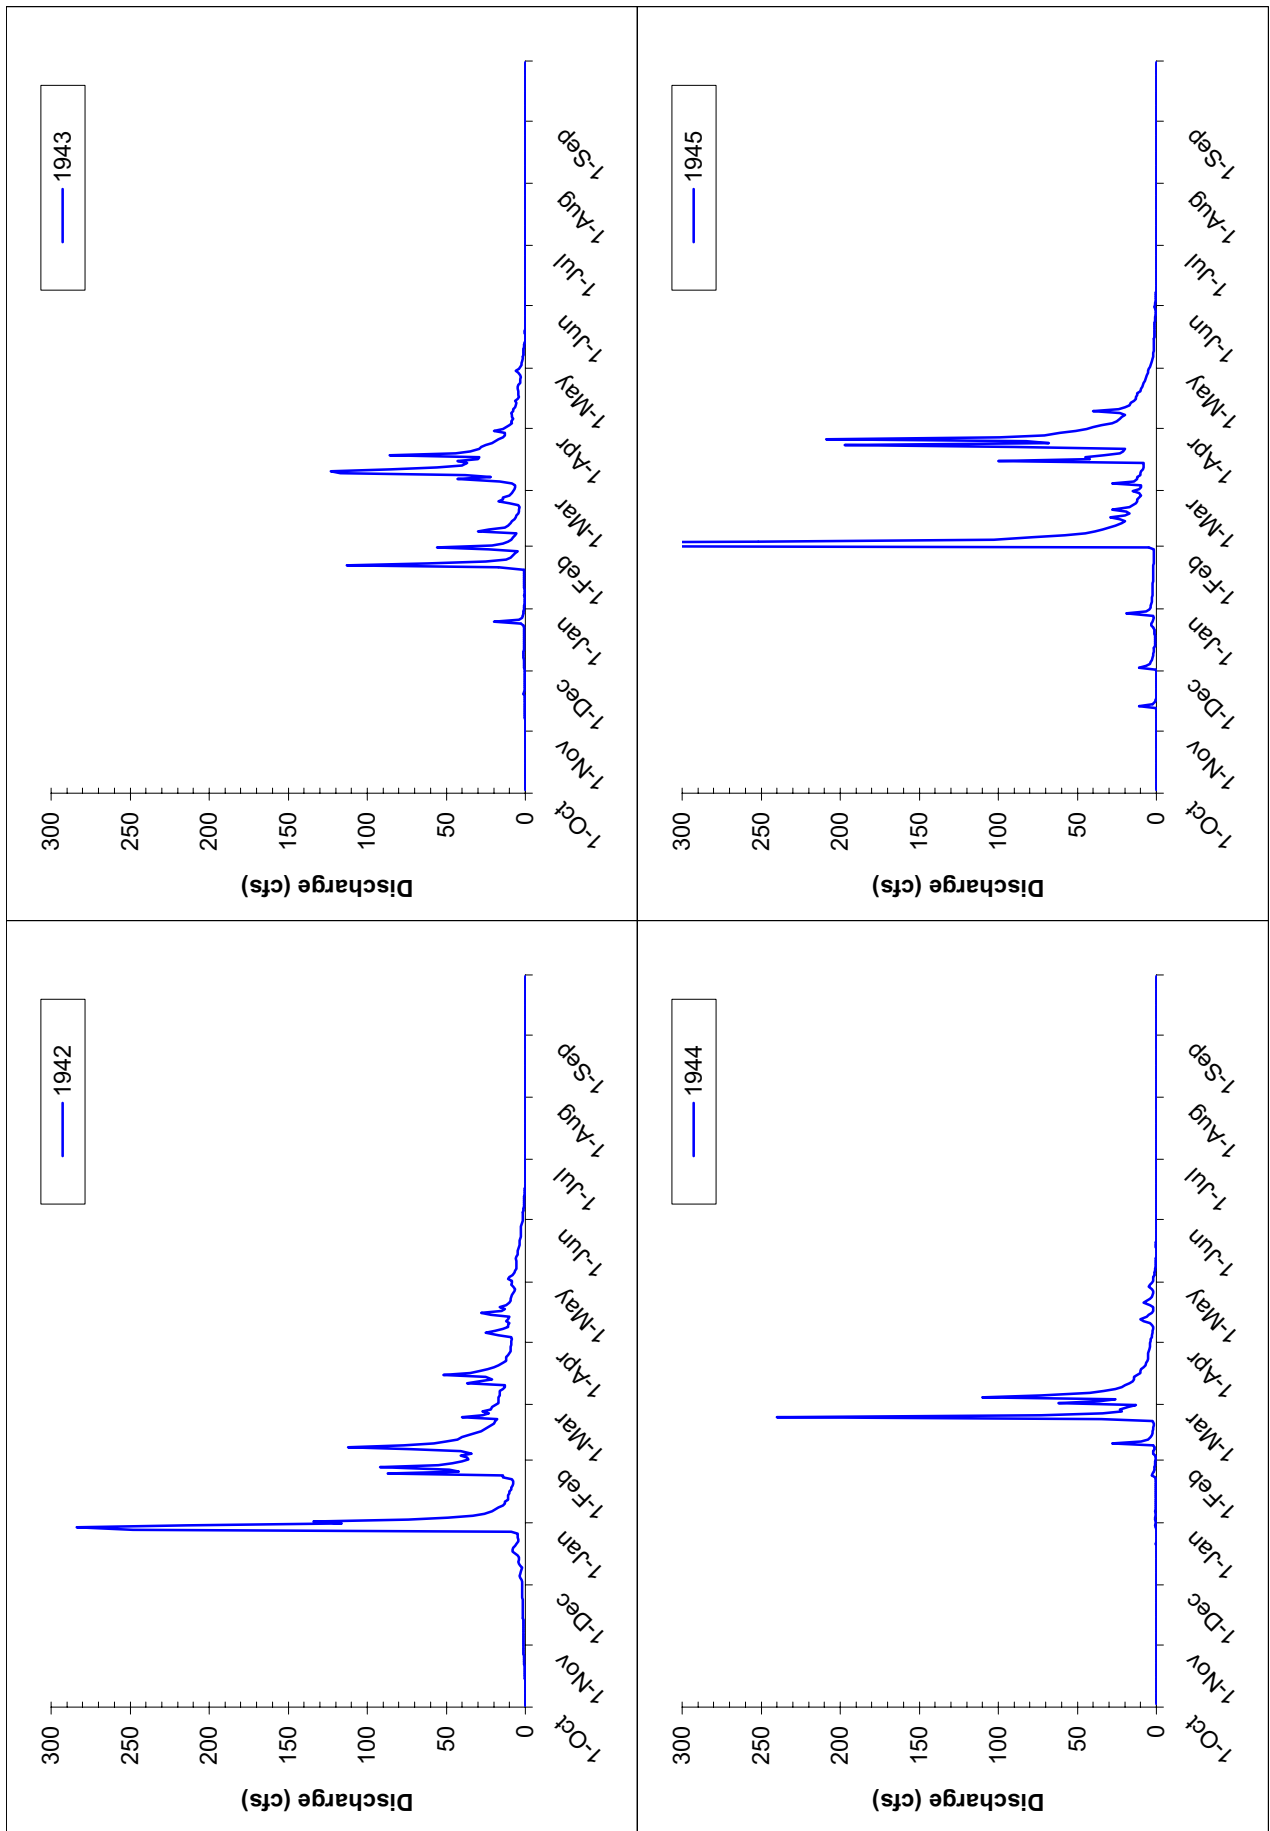 1942
300
250
200
150
100
50
0
Discharge (cfs)
1-Oct
1-Nov
1-Dec
1-Jan
1-Feb
1-Mar
1-Apr
1-May
1-Jun
1-Jul
1-Aug
1-Sep
1943
300
250
200
150
100
50
0
Discharge (cfs)
1-Oct
1-Nov
1-Dec
1-Jan
1-Feb
1-Mar
1-Apr
1-May
1-Jun
1-Jul
1-Aug
1-Sep
1944
300
250
200
150
100
50
0
Discharge (cfs)
1-Oct
1-Nov
1-Dec
1-Jan
1-Feb
1-Mar
1-Apr
1-May
1-Jun
1-Jul
1-Aug
1-Sep
1945
300
250
200
150
100
50
0
Discharge (cfs)
1-Oct
1-Nov
1-Dec
1-Jan
1-Feb
1-Mar
1-Apr
1-May
1-Jun
1-Jul
1-Aug
1-Sep